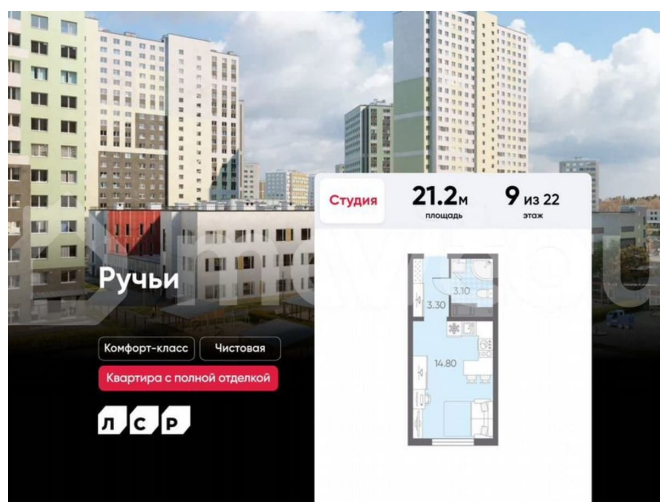 Студия
21.2м
площадь
9 из 22
этаж
Ручьи
3.10
3.30
14.80
Комфорт-класс
Чистовая
Квартира с полной отделкой
ЛСР